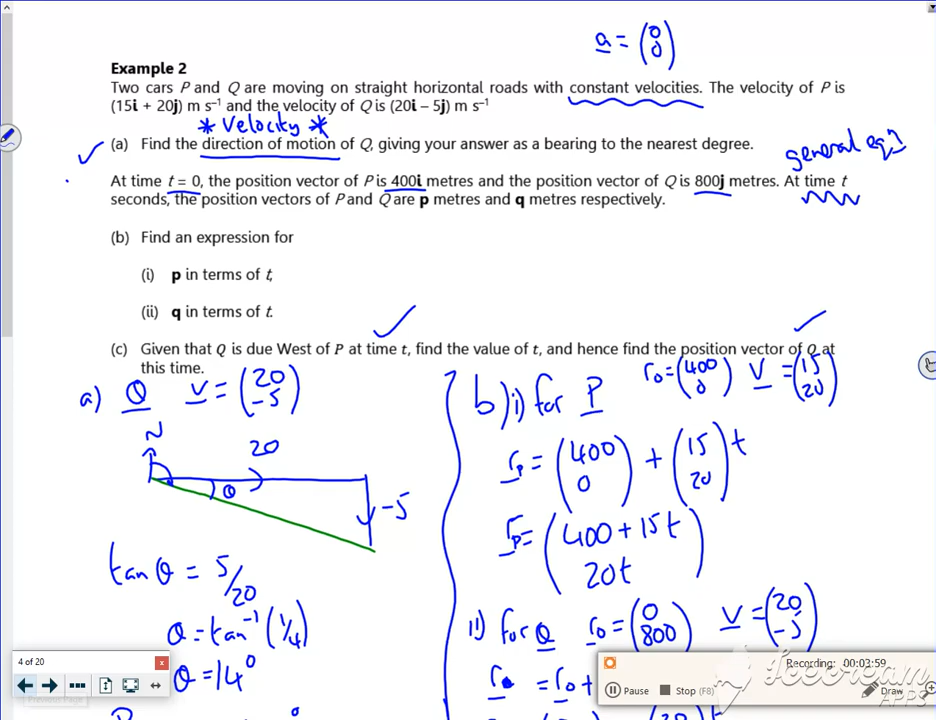 a = (0 0)
Example 2
Two cars P and Q are moving on straight horizontal roads with constant velocities. The velocity of P is
(15i + 20j) m s⁻¹ and the velocity of Q is (20i – 5j) m s⁻¹
* Velocity *
(a) Find the direction of motion of Q, giving your answer as a bearing to the nearest degree.
general eqn
At time t = 0, the position vector of P is 400i metres and the position vector of Q is 800j metres. At time t
seconds, the position vectors of P and Q are p metres and q metres respectively.
(b) Find an expression for
(i) p in terms of t,
(ii) q in terms of t.
(c) Given that Q is due West of P at time t, find the value of t, and hence find the position vector of Q at
this time.
a) Q v = (20 -5)
N
20
θ
-5
tan θ = 5/20
θ = tan⁻¹ (1/4)
θ = 14°
b) i) for P r₀ = (400 0) v = (15 20)
rₚ = (400 0) + (15 20) t
rₚ = (400 + 15t 20t)
ii) for Q r₀ = (0 800) v = (20 -5)
= r₀ +
4 of 20
x
Previous Page
Recording: 00:03:59
Pause
Stop (F8)
Draw
Icecream
APPS